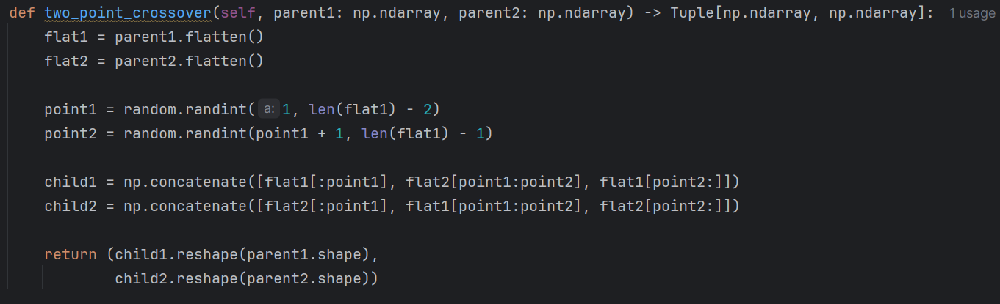 def two_point_crossover(self, parent1: np.ndarray, parent2: np.ndarray) -> Tuple[np.ndarray, np.ndarray]: 1 usage
    flat1 = parent1.flatten()
    flat2 = parent2.flatten()

    point1 = random.randint( a: 1, len(flat1) - 2)
    point2 = random.randint(point1 + 1, len(flat1) - 1)

    child1 = np.concatenate([flat1[:point1], flat2[point1:point2], flat1[point2:]])
    child2 = np.concatenate([flat2[:point1], flat1[point1:point2], flat2[point2:]])

    return (child1.reshape(parent1.shape),
            child2.reshape(parent2.shape))